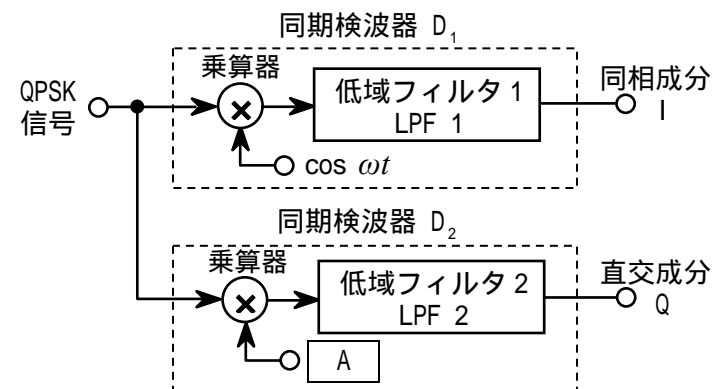 同期検波器 D₁
乗算器
QPSK
信号
低域フィルタ 1
LPF 1
同相成分
I
cos ωt
同期検波器 D₂
乗算器
低域フィルタ 2
LPF 2
直交成分
Q
A